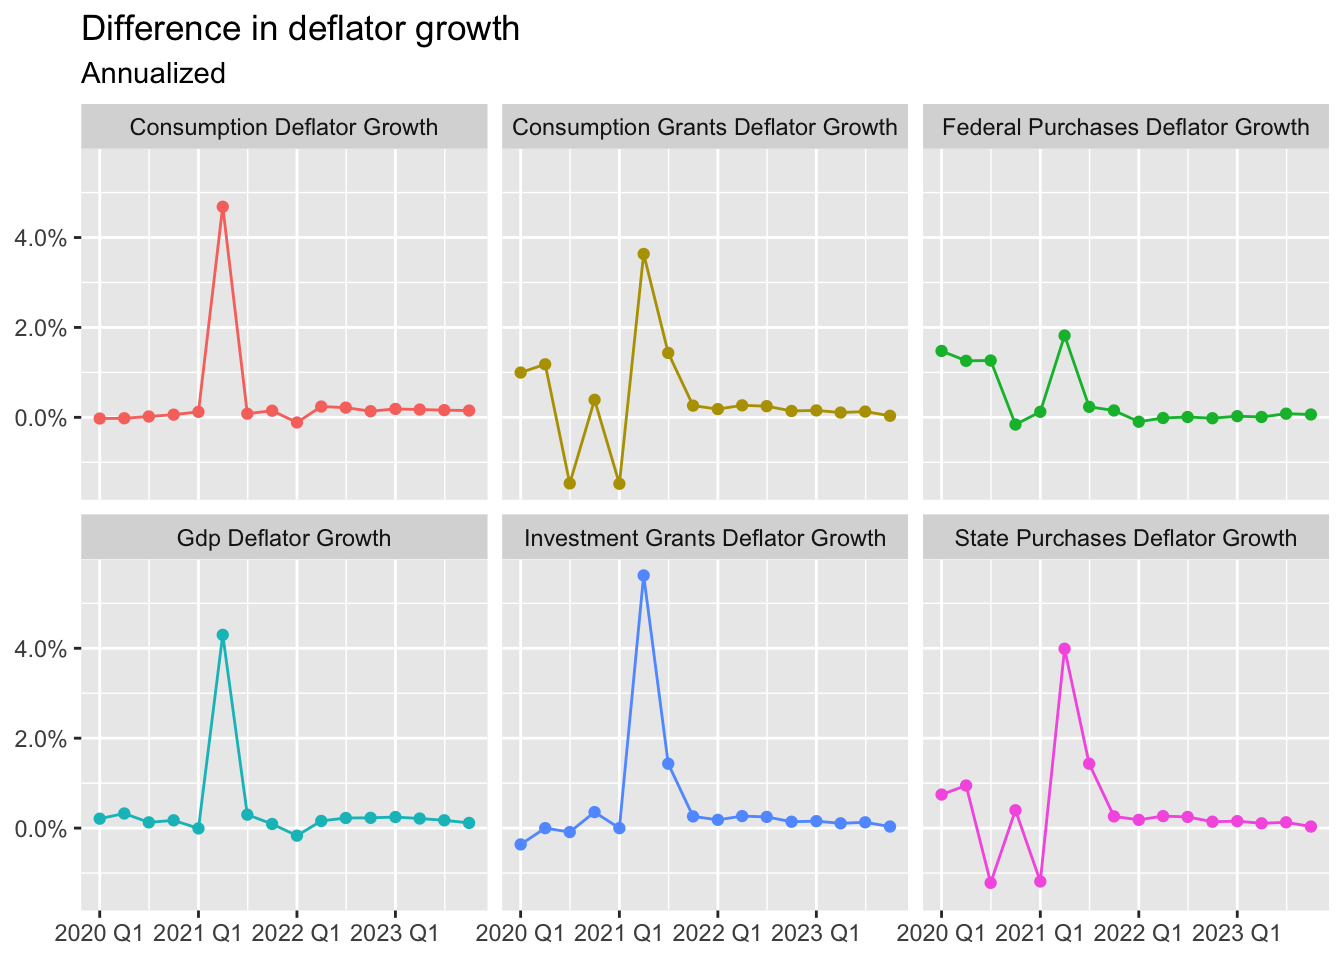 Difference in deflator growth
Annualized
Consumption Deflator Growth
Consumption Grants Deflator Growth
Federal Purchases Deflator Growth
4.0%
2.0%
0.0%
Gdp Deflator Growth
Investment Grants Deflator Growth
State Purchases Deflator Growth
4.0%
2.0%
0.0%
2020 Q1 2021 Q1 2022 Q1 2023 Q1
2020 Q1 2021 Q1 2022 Q1 2023 Q1
2020 Q1 2021 Q1 2022 Q1 2023 Q1